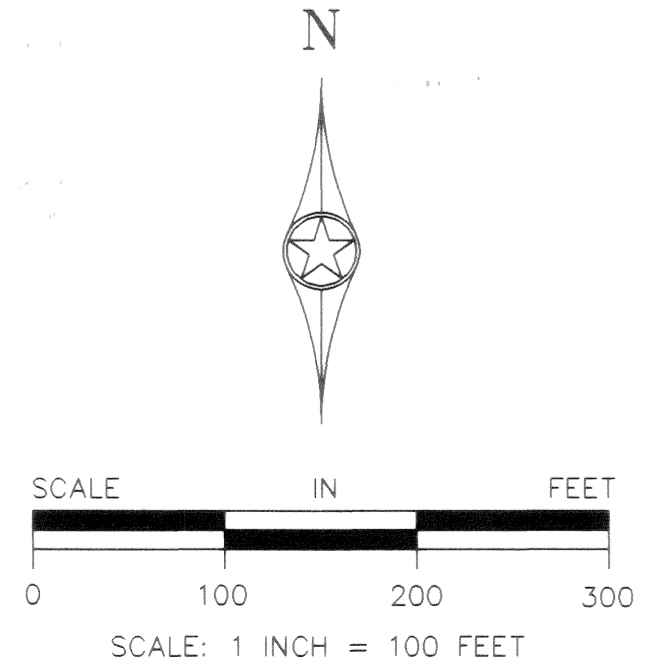 N
SCALE IN FEET
0 100 200 300
SCALE: 1 INCH = 100 FEET